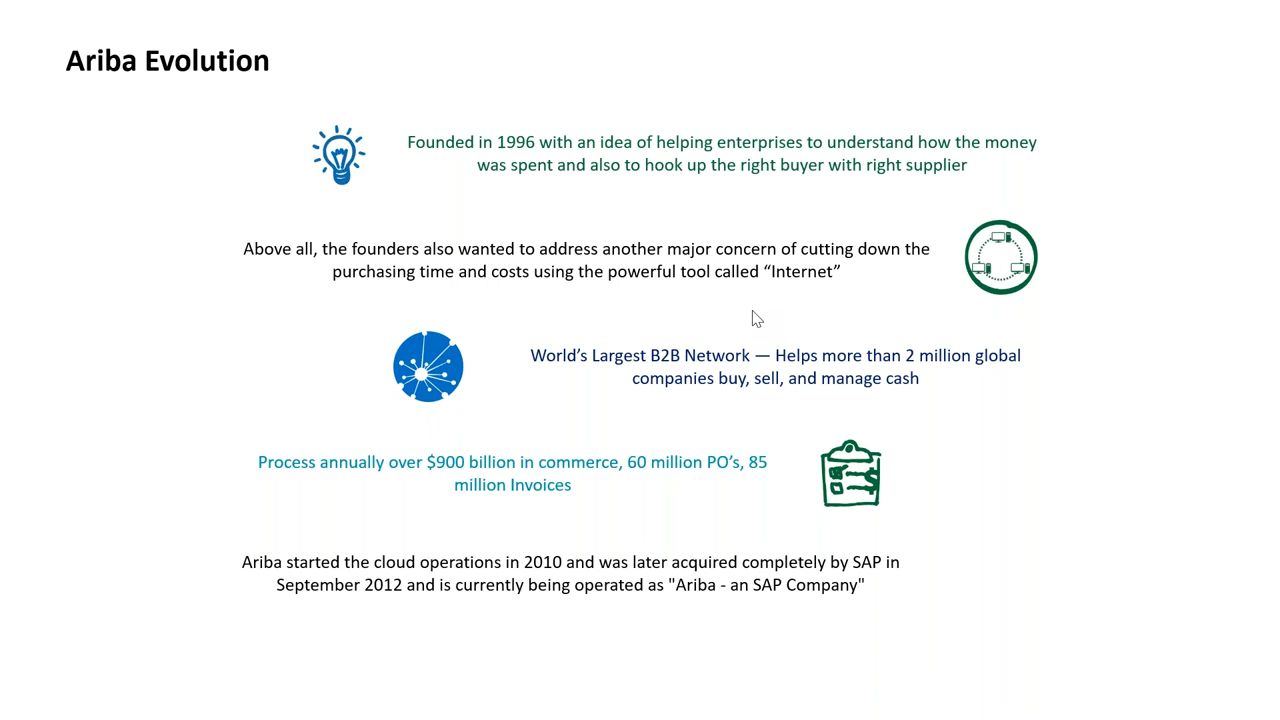 Ariba Evolution
Founded in 1996 with an idea of helping enterprises to understand how the money
was spent and also to hook up the right buyer with right supplier
Above all, the founders also wanted to address another major concern of cutting down the
purchasing time and costs using the powerful tool called “Internet”
World’s Largest B2B Network — Helps more than 2 million global
companies buy, sell, and manage cash
Process annually over $900 billion in commerce, 60 million PO’s, 85
million Invoices
Ariba started the cloud operations in 2010 and was later acquired completely by SAP in
September 2012 and is currently being operated as "Ariba - an SAP Company"